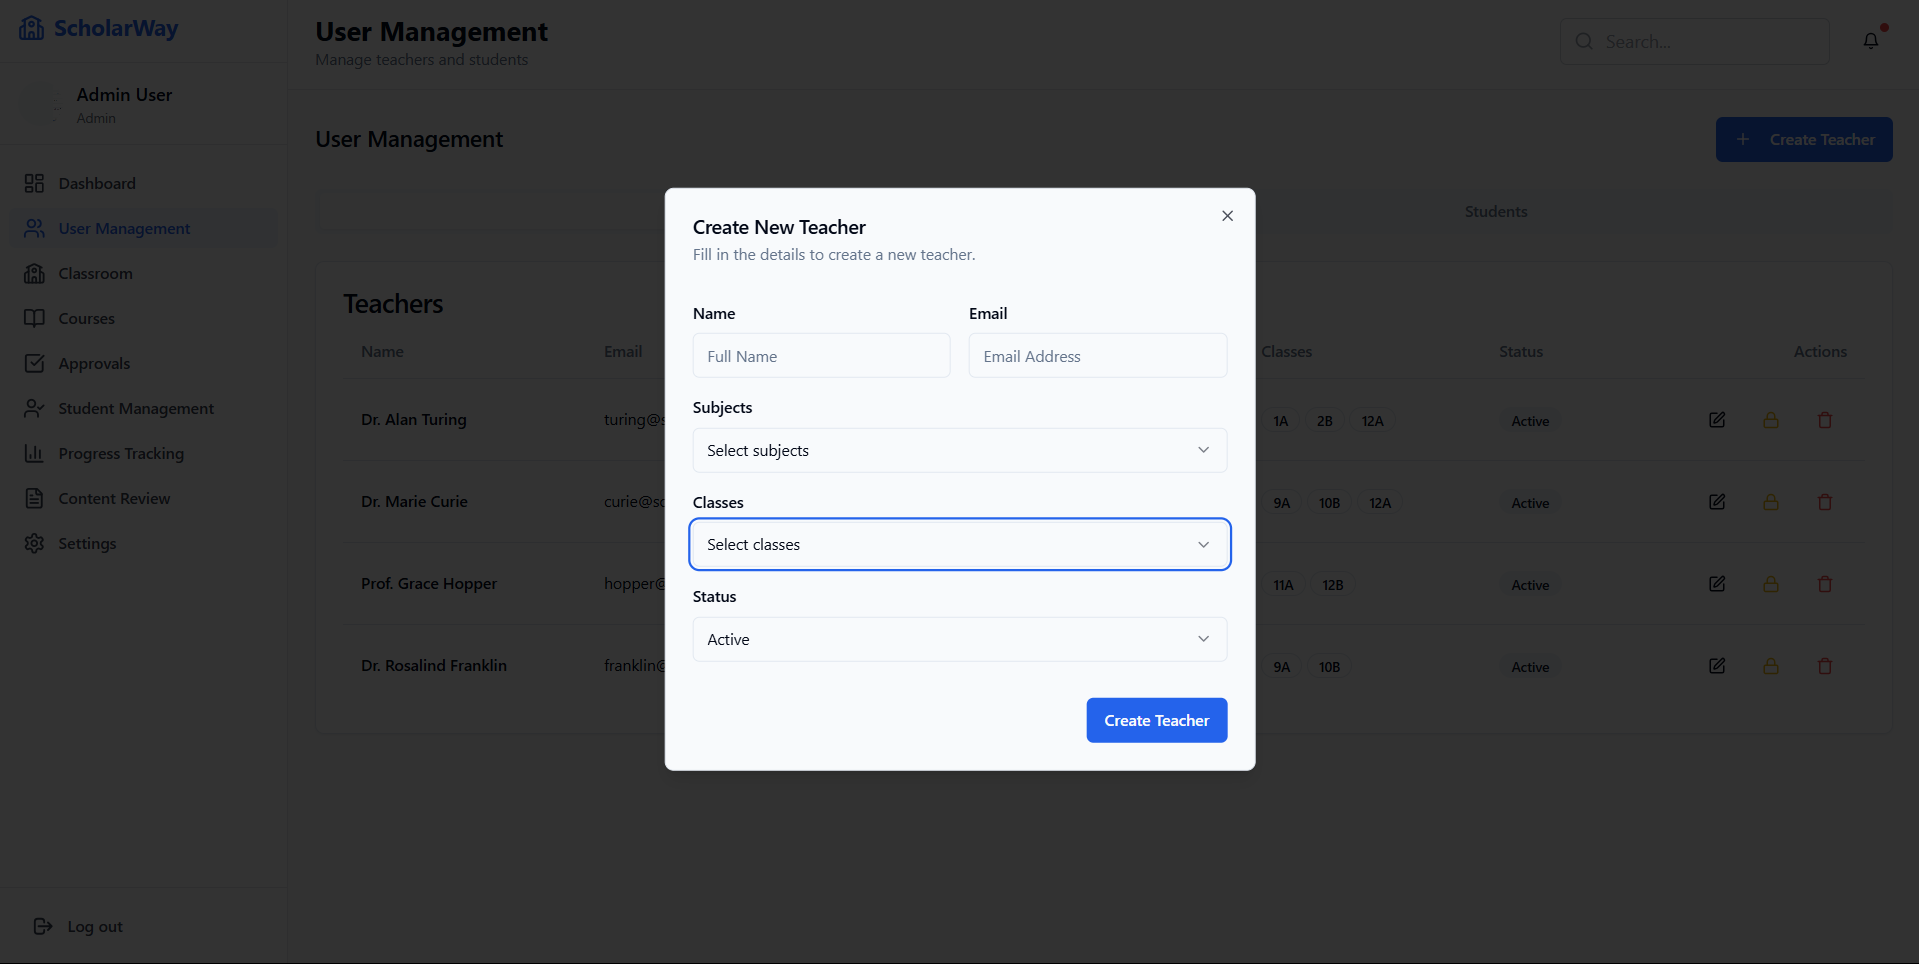 ScholarWay
Admin User
Admin
Dashboard
User Management
Classroom
Courses
Approvals
Student Management
Progress Tracking
Content Review
Settings
Log out
User Management
Manage teachers and students
Search...
User Management
Create Teacher
Students
Teachers
Name Email Classes Status Actions
Dr. Alan Turing turing@s 1A 2B 12A Active
Dr. Marie Curie curie@sc 9A 10B 12A Active
Prof. Grace Hopper hopper@ 11A 12B Active
Dr. Rosalind Franklin franklin@ 9A 10B Active
Create New Teacher
Fill in the details to create a new teacher.
Name Email
Full Name Email Address
Subjects
Select subjects
Classes
Select classes
Status
Active
Create Teacher